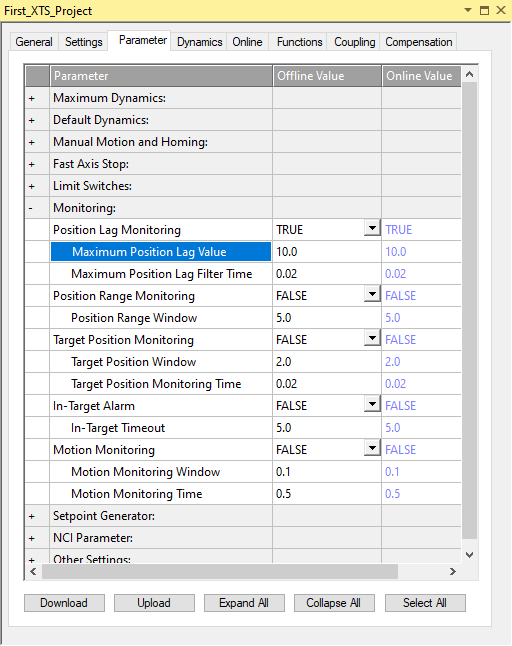 First_XTS_Project
General Settings Parameter Dynamics Online Functions Coupling Compensation
Parameter Offline Value Online Value
+ Maximum Dynamics:
+ Default Dynamics:
+ Manual Motion and Homing:
+ Fast Axis Stop:
+ Limit Switches:
- Monitoring:
Position Lag Monitoring TRUE TRUE
Maximum Position Lag Value 10.0 10.0
Maximum Position Lag Filter Time 0.02 0.02
Position Range Monitoring FALSE FALSE
Position Range Window 5.0 5.0
Target Position Monitoring FALSE FALSE
Target Position Window 2.0 2.0
Target Position Monitoring Time 0.02 0.02
In-Target Alarm FALSE FALSE
In-Target Timeout 5.0 5.0
Motion Monitoring FALSE FALSE
Motion Monitoring Window 0.1 0.1
Motion Monitoring Time 0.5 0.5
+ Setpoint Generator:
+ NCI Parameter:
+ Other Settings:
Download Upload Expand All Collapse All Select All